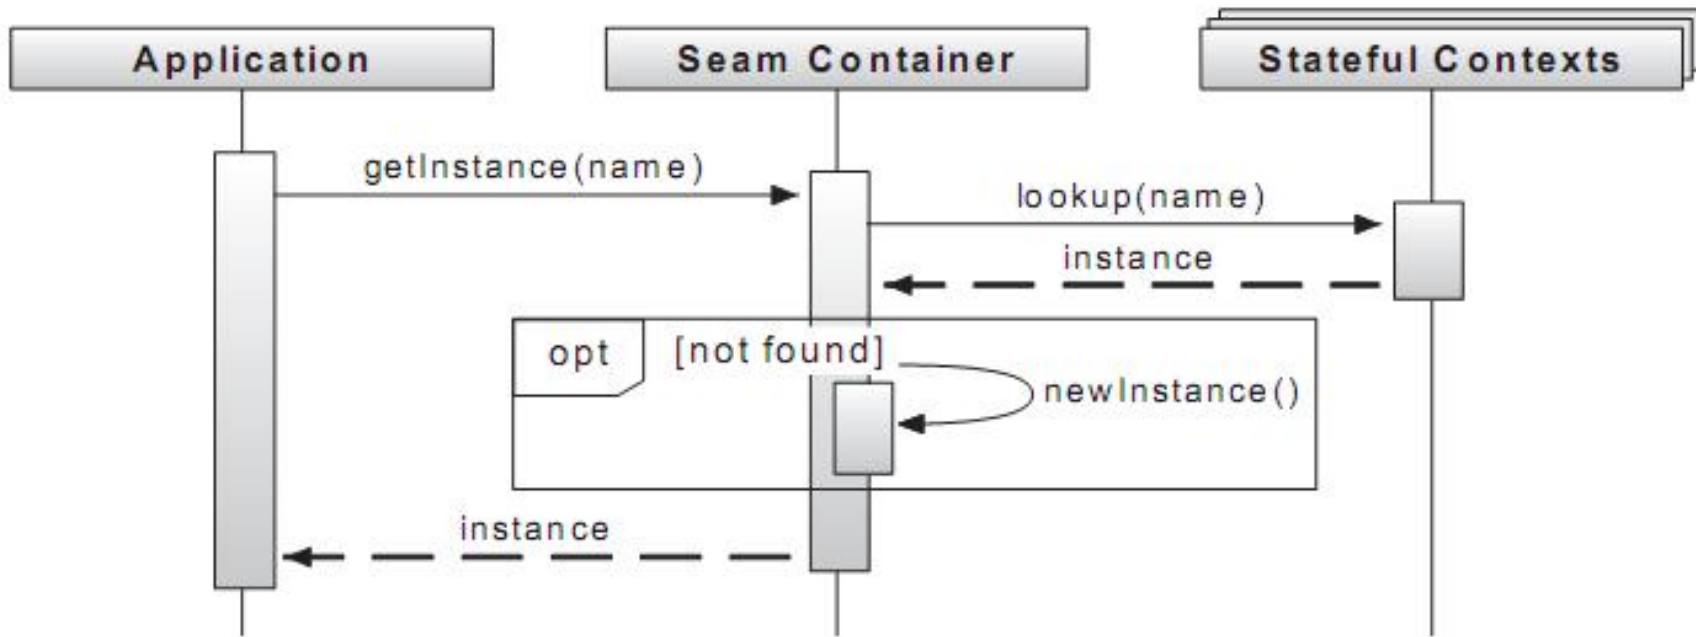 Application
Seam Container
Stateful Contexts
getInstance(name)
lookup(name)
instance
opt
[not found]
newInstance()
instance